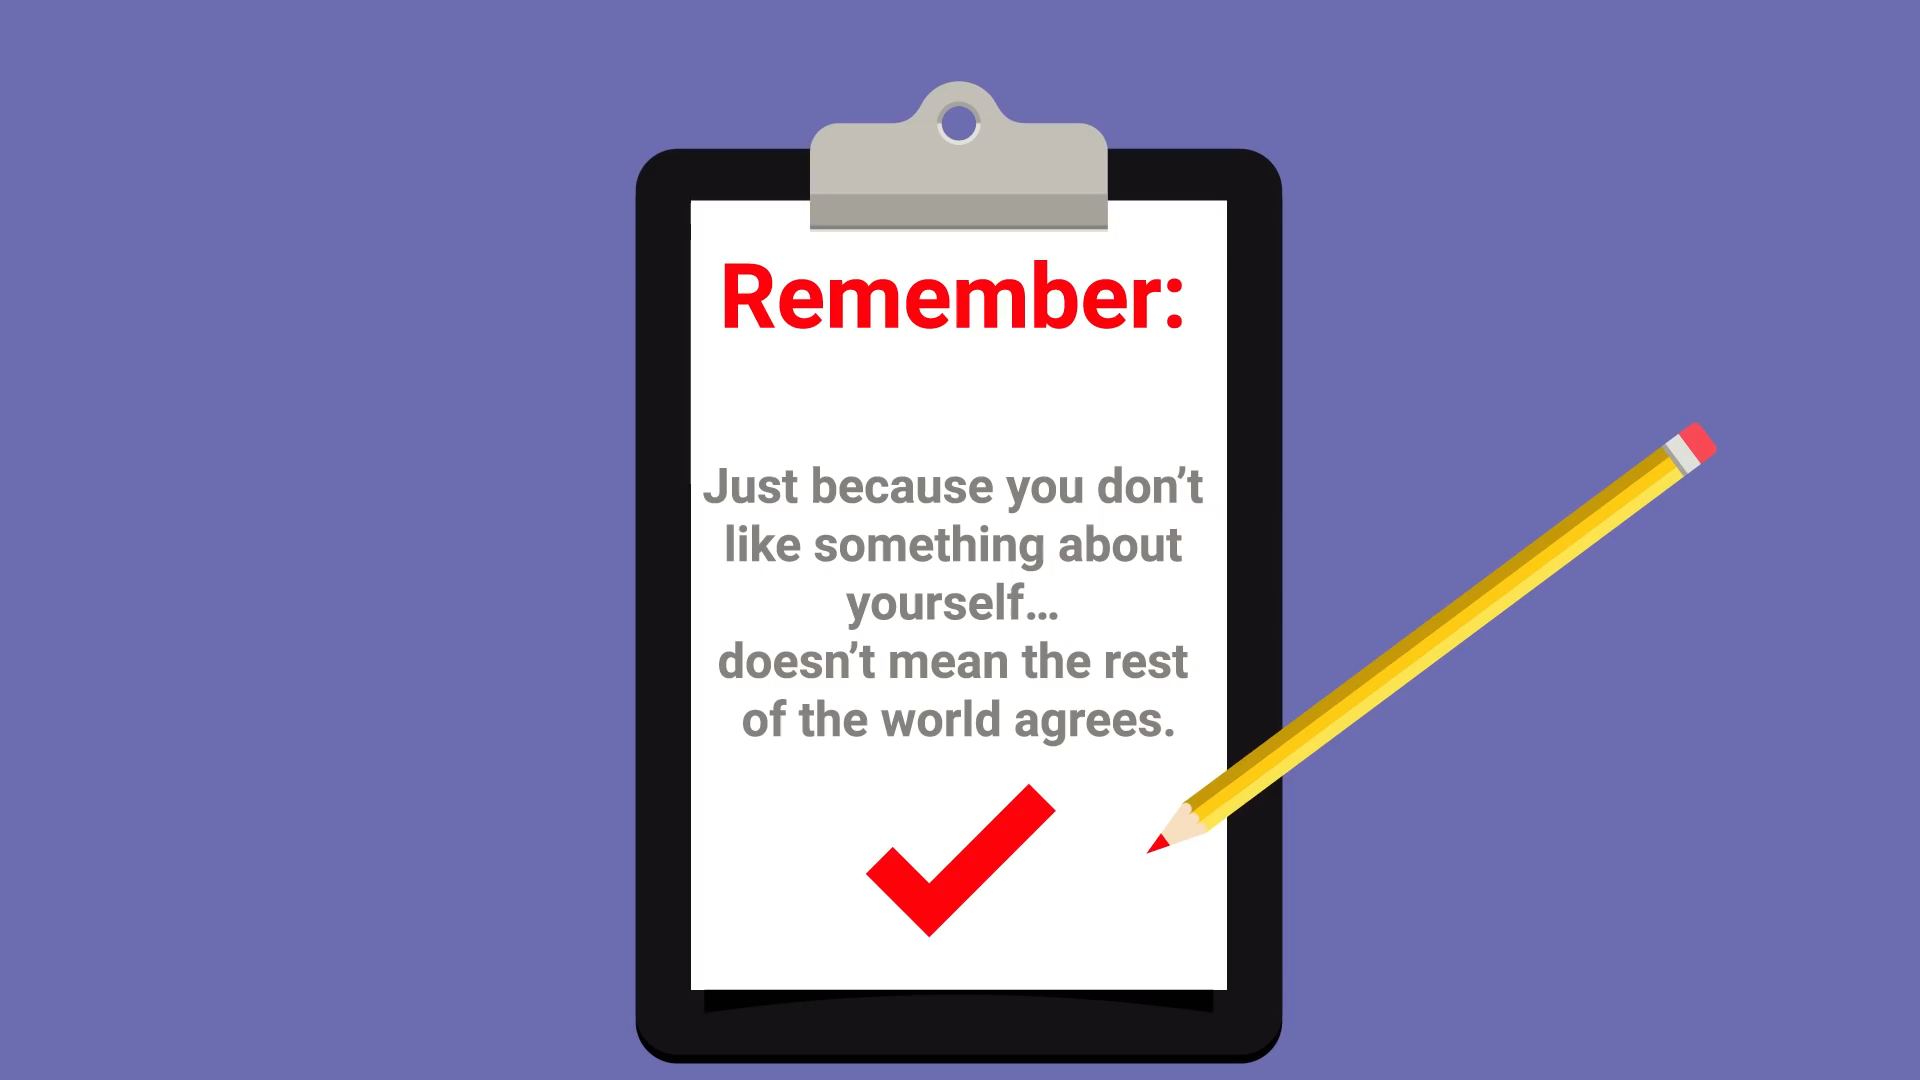 Remember:
Just because you don’t
like something about
yourself…
doesn’t mean the rest
of the world agrees.